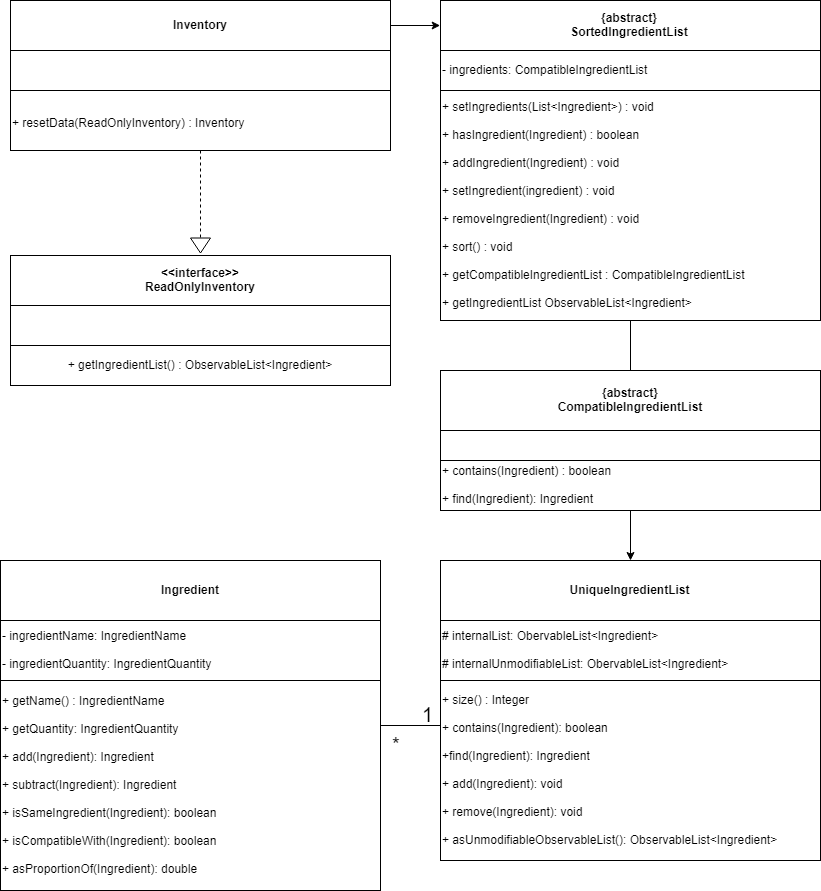 Inventory
+ resetData(ReadOnlyInventory) : Inventory
{abstract}
SortedIngredientList
- ingredients: CompatibleIngredientList
+ setIngredients(List<Ingredient>) : void
+ hasIngredient(Ingredient) : boolean
+ addIngredient(Ingredient) : void
+ setIngredient(ingredient) : void
+ removeIngredient(Ingredient) : void
+ sort() : void
+ getCompatibleIngredientList : CompatibleIngredientList
+ getIngredientList ObservableList<Ingredient>
<<interface>>
ReadOnlyInventory
+ getIngredientList() : ObservableList<Ingredient>
{abstract}
CompatibleIngredientList
+ contains(Ingredient) : boolean
+ find(Ingredient): Ingredient
Ingredient
- ingredientName: IngredientName
- ingredientQuantity: IngredientQuantity
+ getName() : IngredientName
+ getQuantity: IngredientQuantity
+ add(Ingredient): Ingredient
+ subtract(Ingredient): Ingredient
+ isSameIngredient(Ingredient): boolean
+ isCompatibleWith(Ingredient): boolean
+ asProportionOf(Ingredient): double
1
*
UniqueIngredientList
# internalList: ObervableList<Ingredient>
# internalUnmodifiableList: ObervableList<Ingredient>
+ size() : Integer
+ contains(Ingredient): boolean
+find(Ingredient): Ingredient
+ add(Ingredient): void
+ remove(Ingredient): void
+ asUnmodifiableObservableList(): ObservableList<Ingredient>